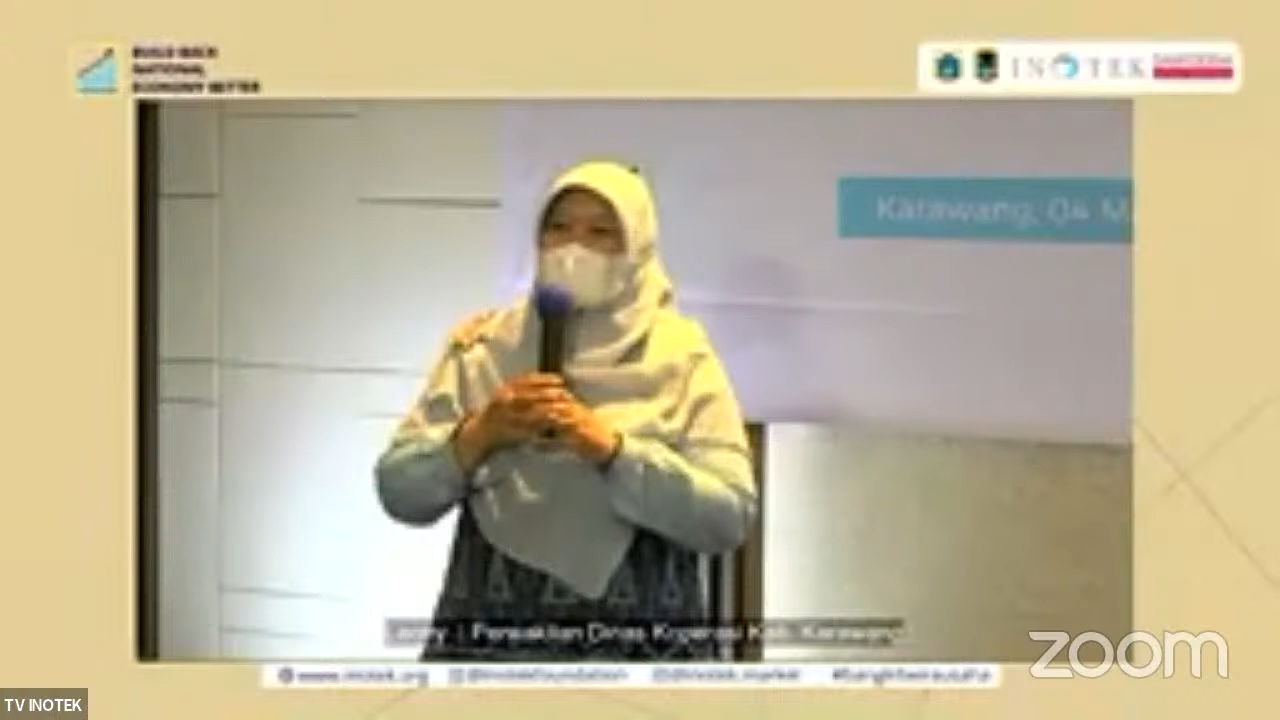 BUILD BACK
NATIONAL
ECONOMY BETTER
INOTEK
Karawang, 04 M
Perwakilan Dinas Koperasi Kab. Karawang
www.inotek.org @inotekfoundation @inotek.market
zoom
TV INOTEK